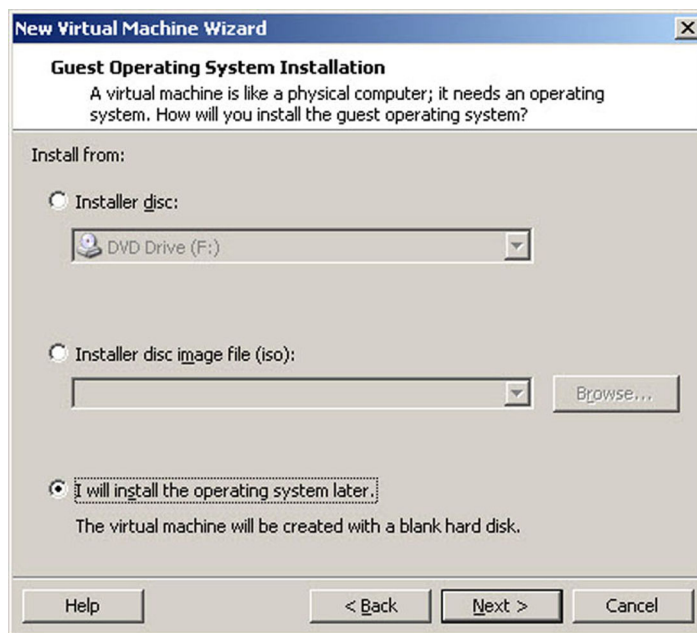 New Virtual Machine Wizard
Guest Operating System Installation
A virtual machine is like a physical computer; it needs an operating
system. How will you install the guest operating system?
Install from:
Installer disc:
DVD Drive (F:)
Installer disc image file (iso):
Browse...
I will install the operating system later.
The virtual machine will be created with a blank hard disk.
Help
< Back
Next >
Cancel